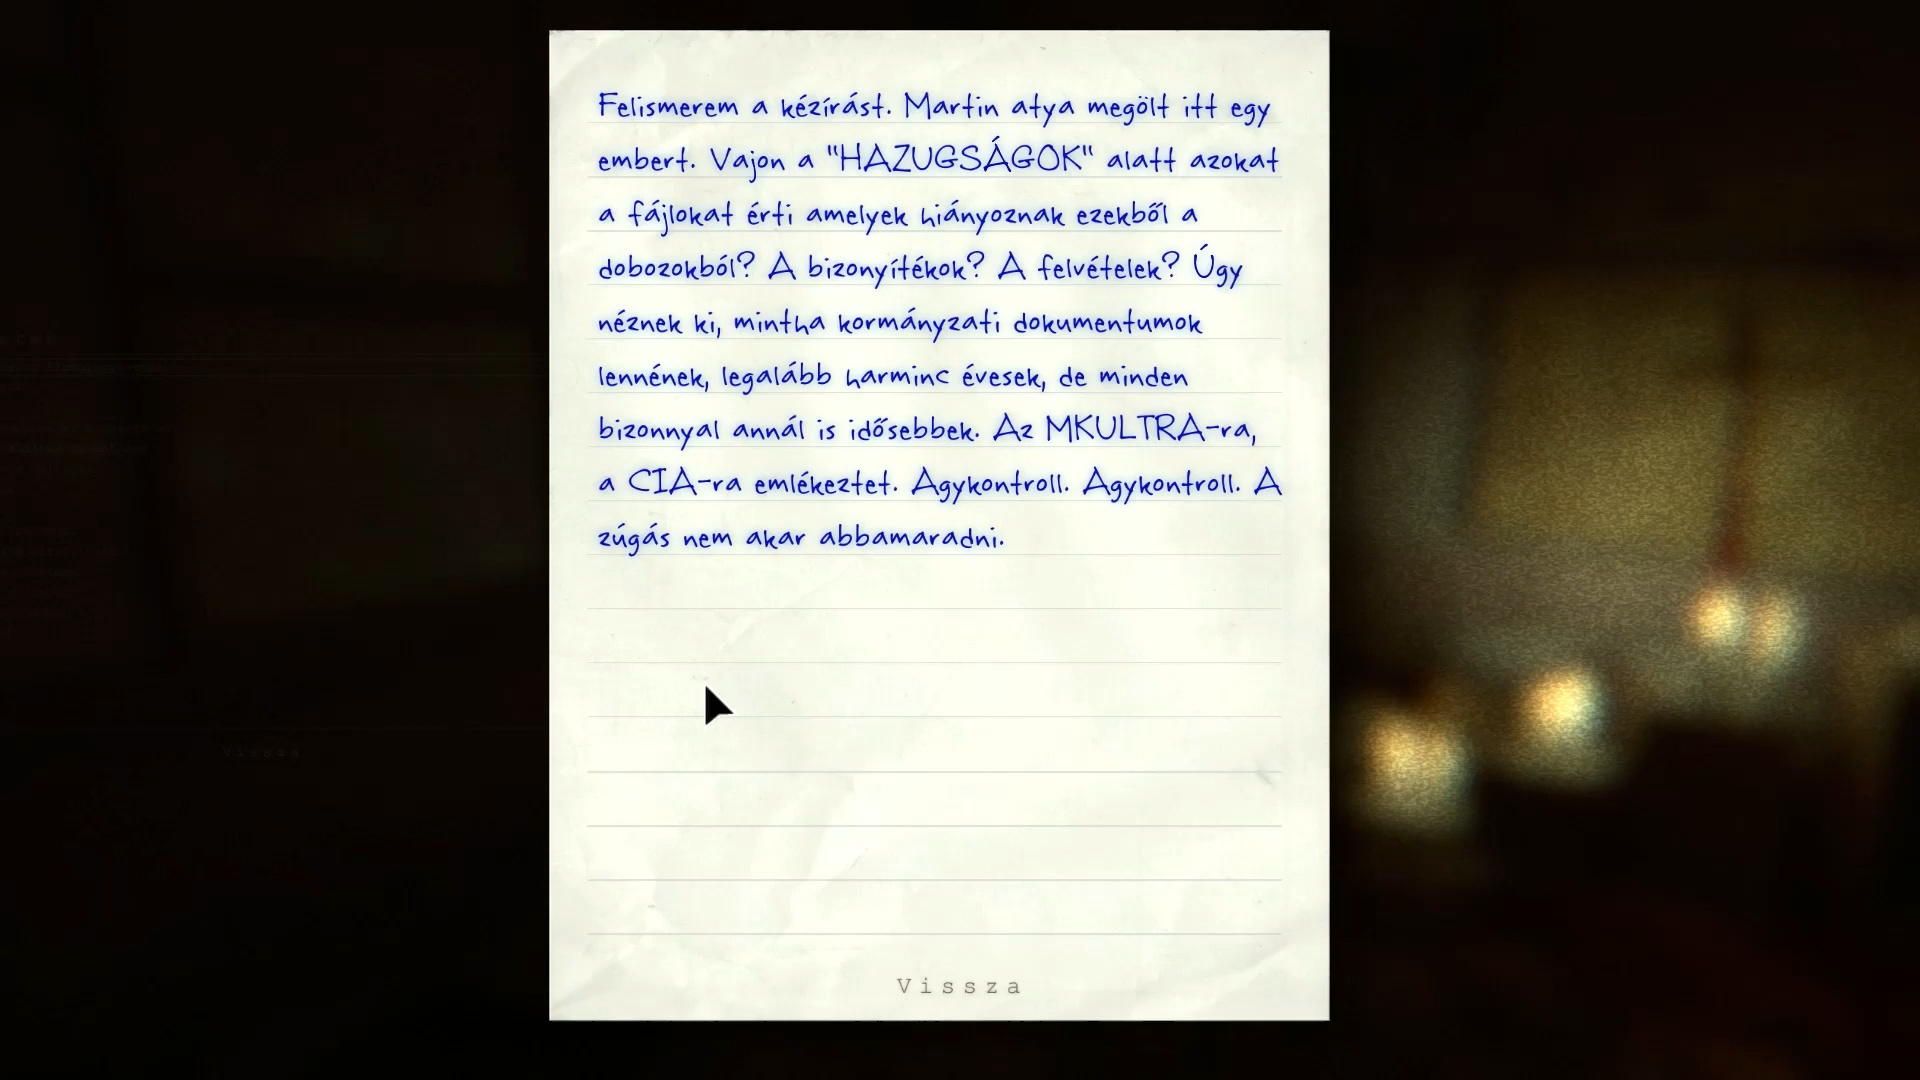 Felismerem a kézírást. Martin atya megölt itt egy
embert. Vajon a "HAZUGSÁGOK" alatt azokat
a fájlokat érti amelyek hiányoznak ezekből a
dobozokból? A bizonyítékok? A felvételek? Úgy
néznek ki, mintha kormányzati dokumentumok
lennének, legalább harminc évesek, de minden
bizonnyal annál is idősebbek. Az MKULTRA-ra,
a CIA-ra emlékeztet. Agykontroll. Agykontroll. A
zúgás nem akar abbamaradni.
Vissza
Vissza